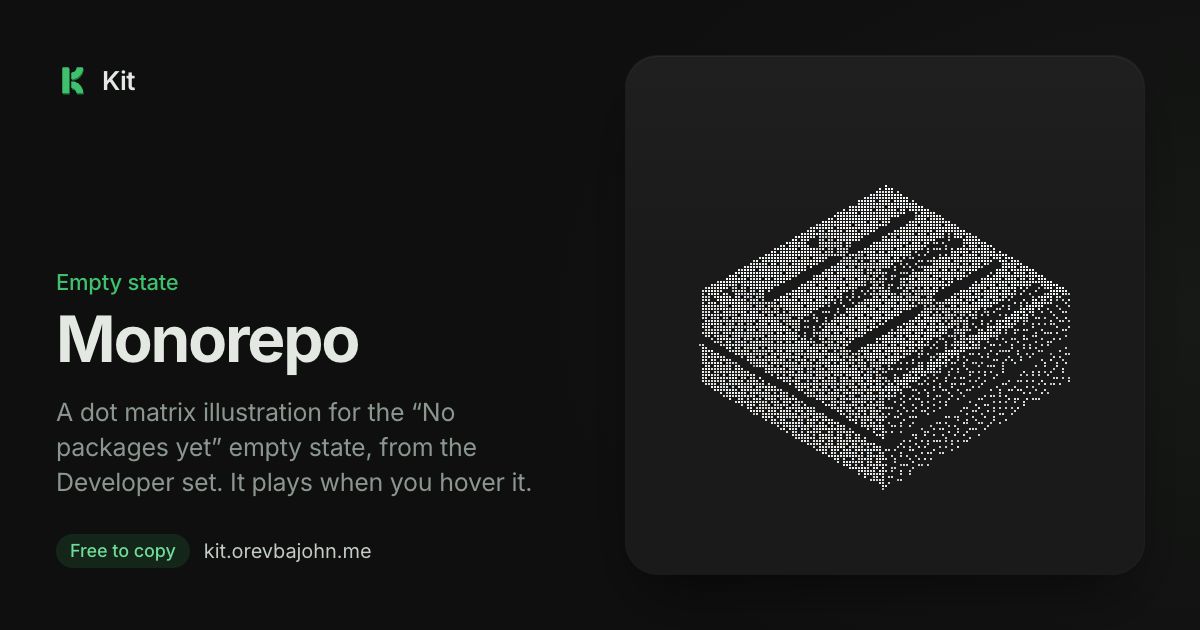 Kit
Empty state
Monorepo
A dot matrix illustration for the “No
packages yet” empty state, from the
Developer set. It plays when you hover it.
Free to copy
kit.orevbajohn.me